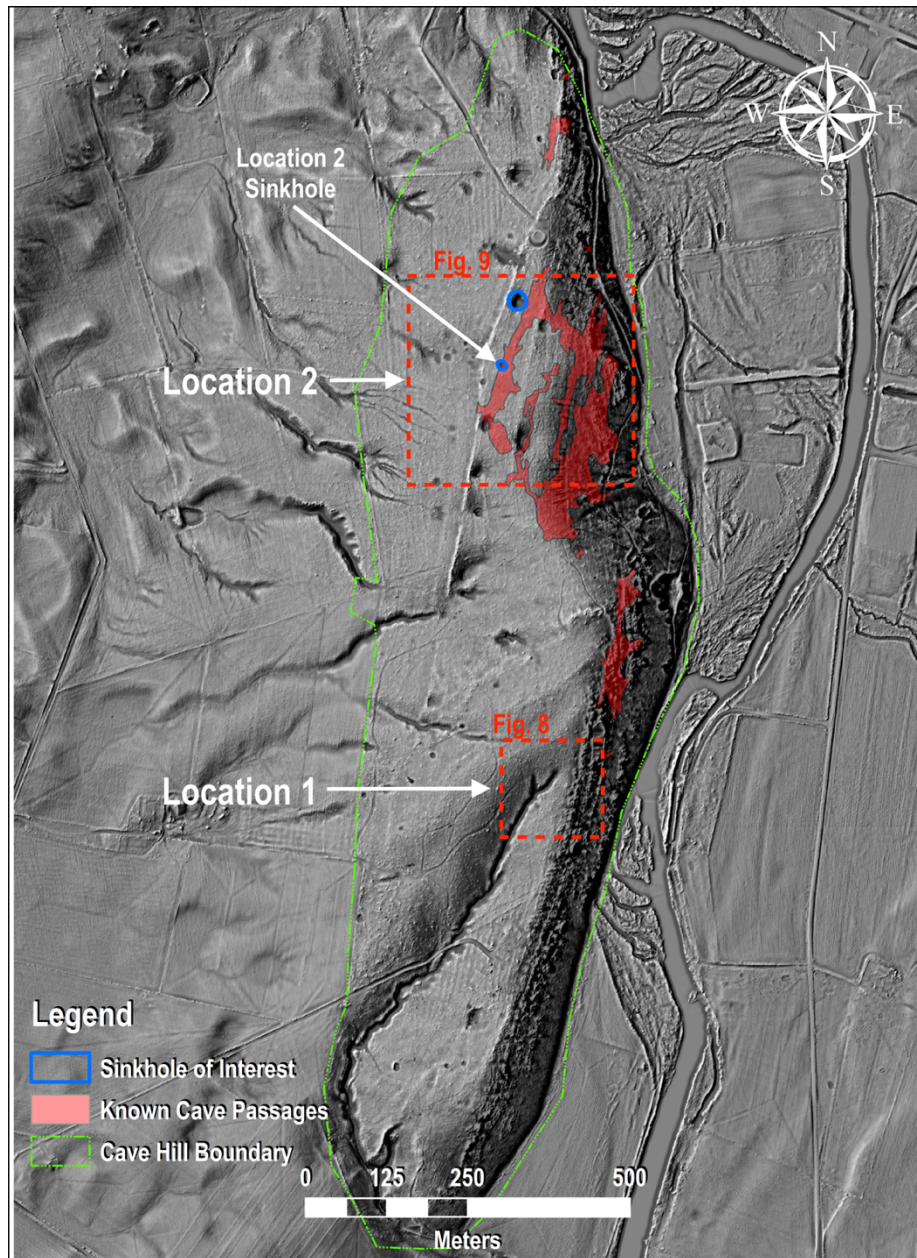 N
W E
S
Location 2
Sinkhole
Fig. 9
Location 2
Fig. 8
Location 1
Legend
Sinkhole of Interest
Known Cave Passages
Cave Hill Boundary
0 125 250 500
Meters